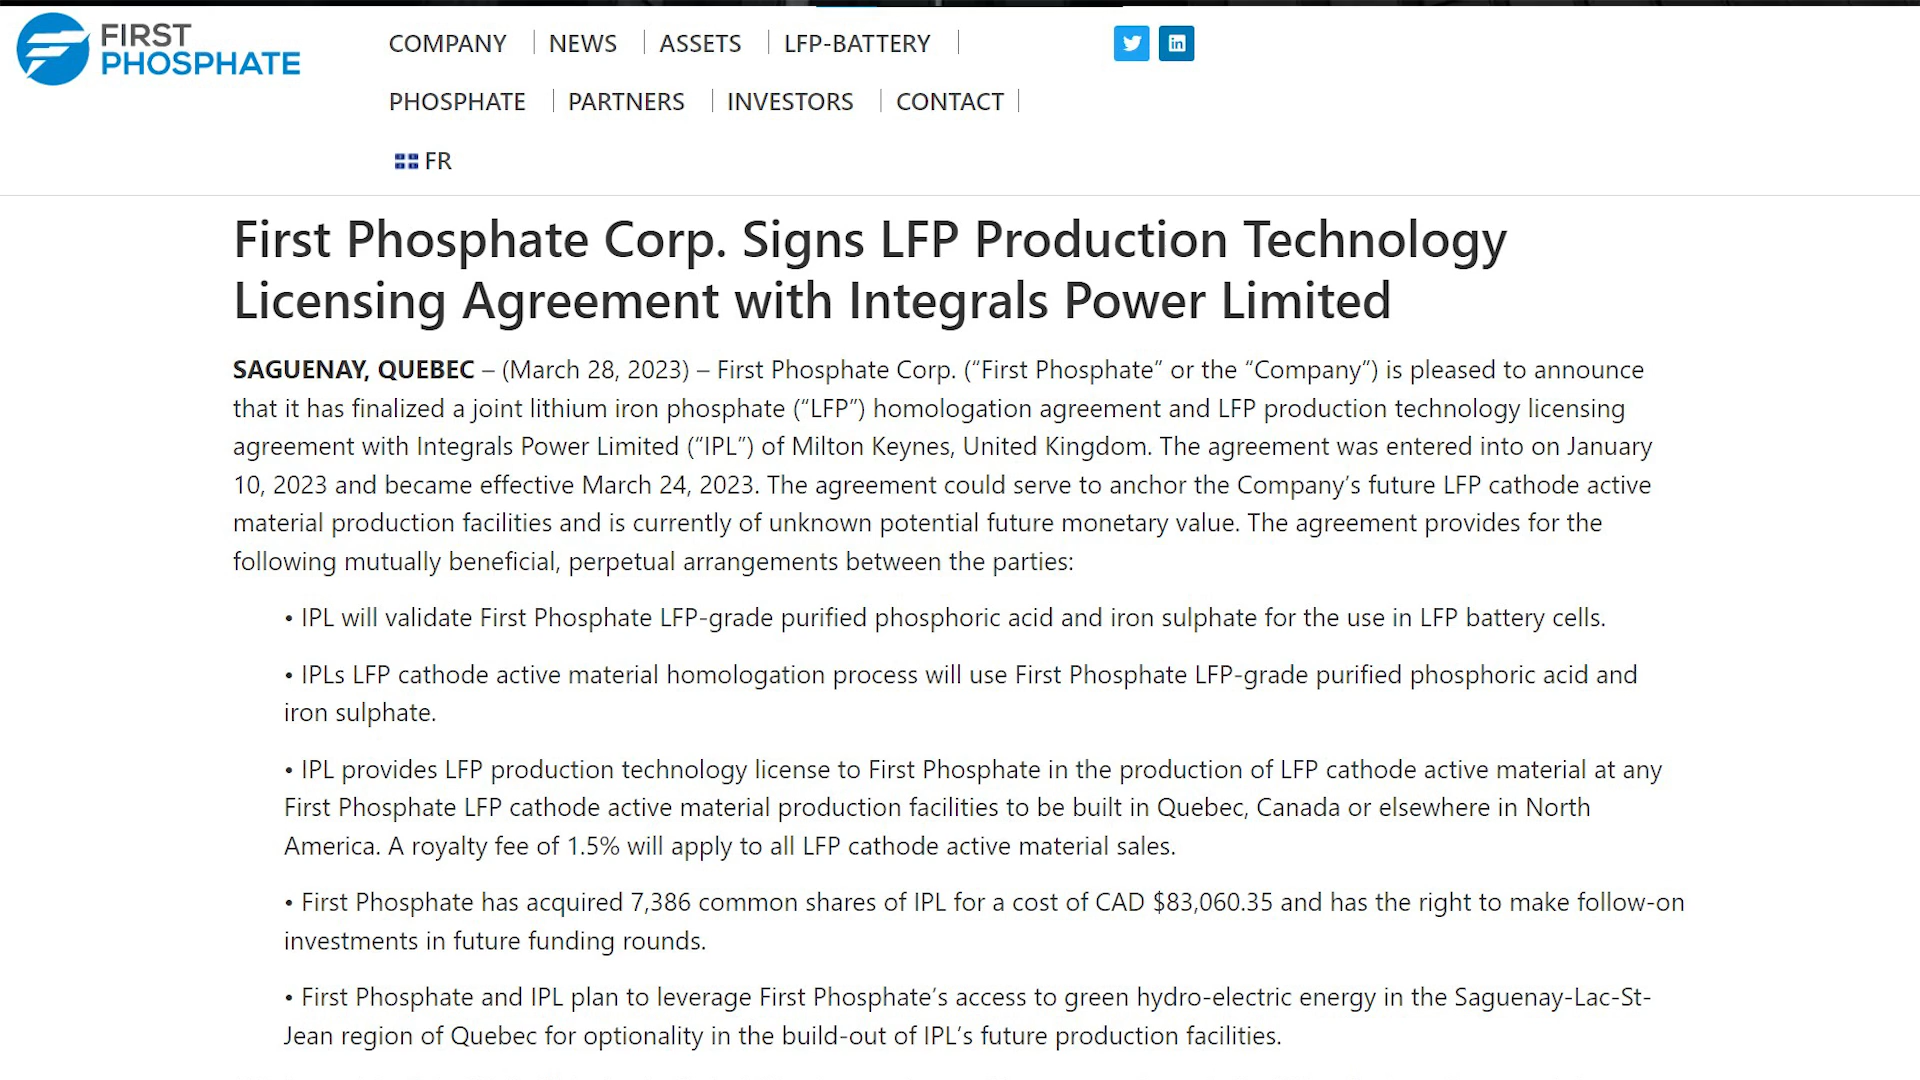 FIRST
PHOSPHATE
COMPANY
NEWS
ASSETS
LFP-BATTERY
PHOSPHATE
PARTNERS
INVESTORS
CONTACT
FR
First Phosphate Corp. Signs LFP Production Technology
Licensing Agreement with Integrals Power Limited
SAGUENAY, QUEBEC – (March 28, 2023) – First Phosphate Corp. (“First Phosphate” or the “Company”) is pleased to announce
that it has finalized a joint lithium iron phosphate (“LFP”) homologation agreement and LFP production technology licensing
agreement with Integrals Power Limited (“IPL”) of Milton Keynes, United Kingdom. The agreement was entered into on January
10, 2023 and became effective March 24, 2023. The agreement could serve to anchor the Company’s future LFP cathode active
material production facilities and is currently of unknown potential future monetary value. The agreement provides for the
following mutually beneficial, perpetual arrangements between the parties:
• IPL will validate First Phosphate LFP-grade purified phosphoric acid and iron sulphate for the use in LFP battery cells.
• IPLs LFP cathode active material homologation process will use First Phosphate LFP-grade purified phosphoric acid and
iron sulphate.
• IPL provides LFP production technology license to First Phosphate in the production of LFP cathode active material at any
First Phosphate LFP cathode active material production facilities to be built in Quebec, Canada or elsewhere in North
America. A royalty fee of 1.5% will apply to all LFP cathode active material sales.
• First Phosphate has acquired 7,386 common shares of IPL for a cost of CAD $83,060.35 and has the right to make follow-on
investments in future funding rounds.
• First Phosphate and IPL plan to leverage First Phosphate’s access to green hydro-electric energy in the Saguenay-Lac-St-
Jean region of Quebec for optionality in the build-out of IPL’s future production facilities.